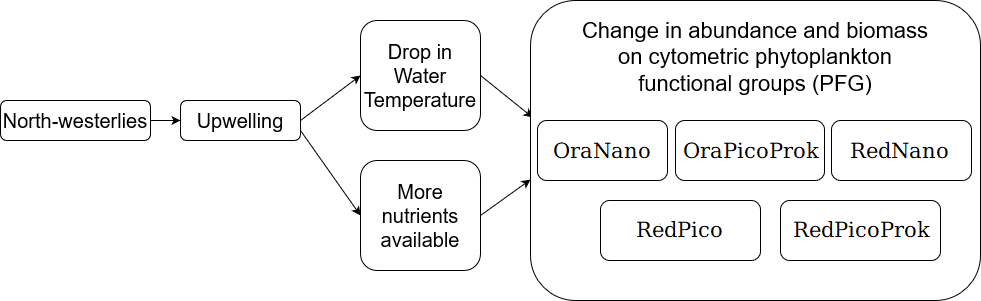 North-westerlies
Upwelling
Drop in
Water
Temperature
More
nutrients
available
Change in abundance and biomass
on cytometric phytoplankton
functional groups (PFG)
OraNano
OraPicoProk
RedNano
RedPico
RedPicoProk